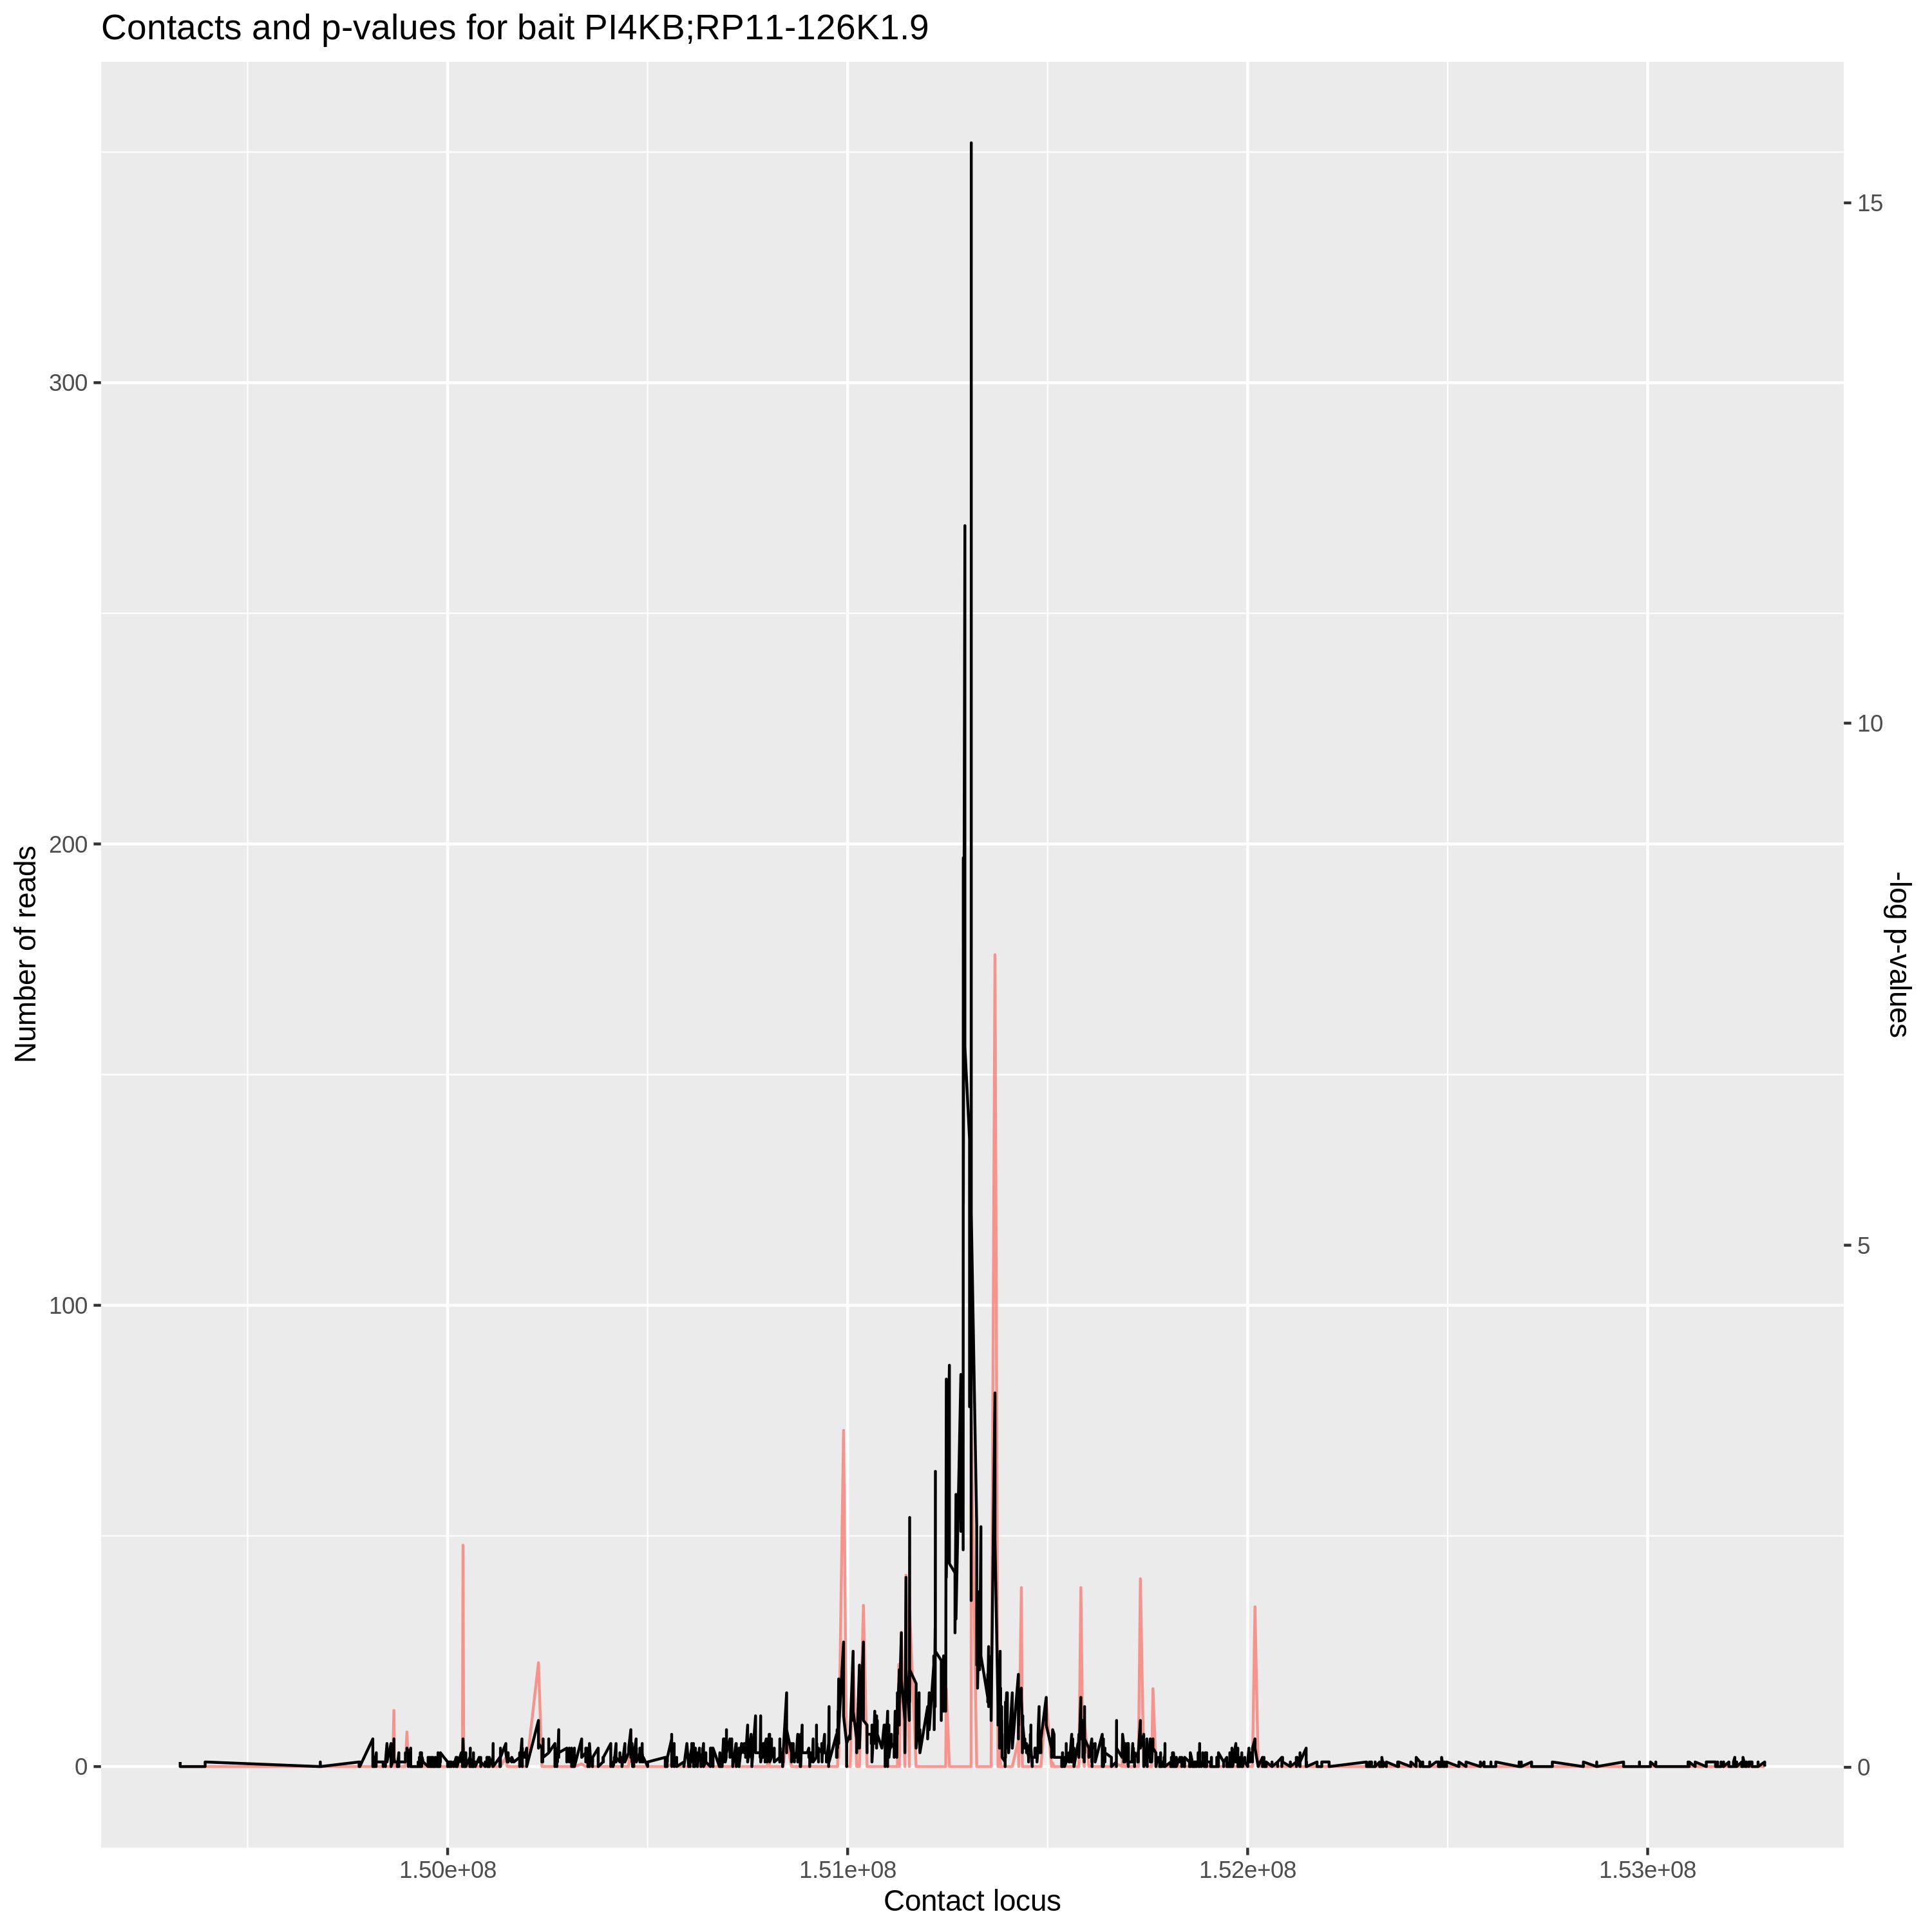 Contacts and p-values for bait PI4KB;RP11-126K1.9
Number of reads
300
200
100
0
15
10
5
0
-log p-values
1.50e+08
1.51e+08
1.52e+08
1.53e+08
Contact locus